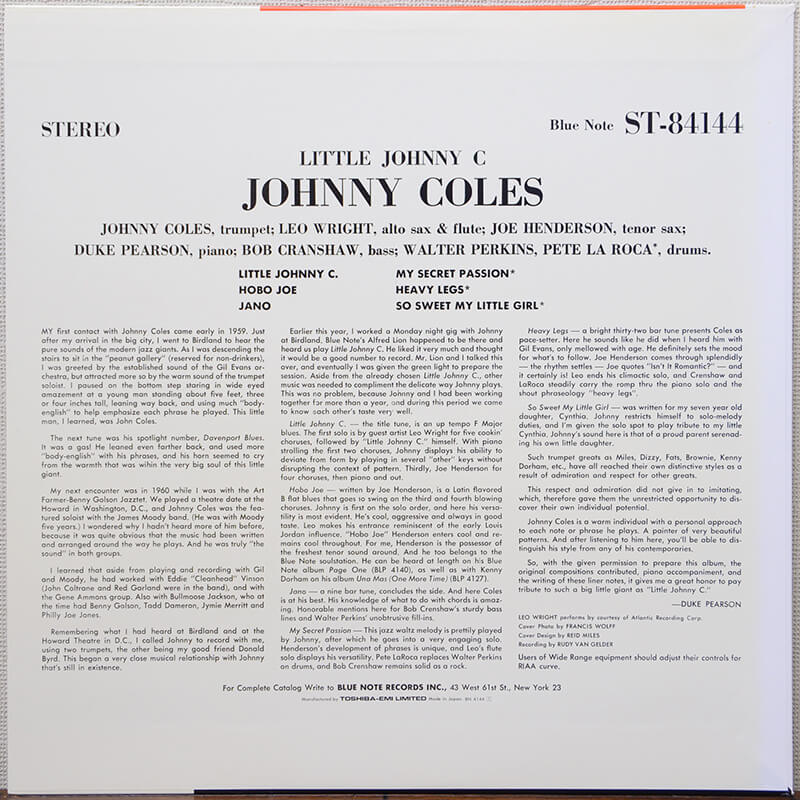 STEREO
Blue Note ST-84144
LITTLE JOHNNY C
JOHNNY COLES
JOHNNY COLES, trumpet; LEO WRIGHT, alto sax & flute; JOE HENDERSON, tenor sax;
DUKE PEARSON, piano; BOB CRANSHAW, bass; WALTER PERKINS, PETE LA ROCA*, drums.
LITTLE JOHNNY C.
HOBO JOE
JANO
MY SECRET PASSION*
HEAVY LEGS*
SO SWEET MY LITTLE GIRL*
MY first contact with Johnny Coles came early in 1959. Just
after my arrival in the big city, I went to Birdland to hear the
pure sounds of the modern jazz giants. As I was descending the
stairs to sit in the "peanut gallery" (reserved for non-drinkers),
I was greeted by the established sound of the Gil Evans or-
chestra, but attracted more so by the warm sound of the trumpet
soloist. I paused on the bottom step staring in wide eyed
amazement at a young man standing about five feet, three
or four inches tall, leaning way back, and using much "body-
english" to help emphasize each phrase he played. This little
man, I learned, was John Coles.
The next tune was his spotlight number, Davenport Blues.
It was a gas! He leaned even farther back, and used more
"body-english" with his phrases, and his horn seemed to cry
from the warmth that was wihin the very big soul of this little
giant.
My next encounter was in 1960 while I was with the Art
Farmer-Benny Golson Jazztet. We played a theatre date at the
Howard in Washington, D.C., and Johnny Coles was the fea-
tured soloist with the James Moody band. (He was with Moody
five years.) I wondered why I hadn't heard more of him before,
because it was quite obvious that the music had been written
and arranged around the way he plays. And he was truly "the
sound" in both groups.
I learned that aside from playing and recording with Gil
and Moody, he had worked with Eddie "Cleanhead" Vinson
(John Coltrane and Red Garland were in the band), and with
the Gene Ammons group. Also with Bullmoose Jackson, who at
the time had Benny Golson, Tadd Dameron, Jymie Merritt and
Philly Joe Jones.
Remembering what I had heard at Birdland and at the
Howard Theatre in D.C., I called Johnny to record with me,
using two trumpets, the other being my good friend Donald
Byrd. This began a very close musical relationship with Johnny
that's still in existence.
Earlier this year, I worked a Monday night gig with Johnny
at Birdland. Blue Note's Alfred Lion happened to be there and
heard us play Little Johnny C. He liked it very much and thought
it would be a good number to record. Mr. Lion and I talked this
over, and eventually I was given the green light to prepare the
session. Aside from the already chosen Little Johnny C., other
music was needed to compliment the delicate way Johnny plays.
This was no problem, because Johnny and I had been working
together for more than a year, and during this period we came
to know each other's taste very well.
Little Johnny C. — the title tune, is an up tempo F Major
blues. The first solo is by guest artist Leo Wright for five cookin'
choruses, followed by "Little Johnny C." himself. With piano
strolling the first two choruses, Johnny displays his ability to
deviate from form by playing in several "other" keys without
disrupting the context of pattern. Thirdly, Joe Henderson for
four choruses, then piano and out.
Hobo Joe — written by Joe Henderson, is a Latin flavored
B flat blues that goes to swing on the third and fourth blowing
choruses. Johnny is first on the solo order, and here his versa-
tility is most evident. He's cool, aggressive and always in good
taste. Leo makes his entrance reminiscent of the early Louis
Jordan influence. "Hobo Joe" Henderson enters cool and re-
mains cool throughout. For me, Henderson is the possessor of
the freshest tenor sound around. And he too belongs to the
Blue Note soulstation. He can be heard at length on his Blue
Note album Page One (BLP 4140), as well as with Kenny
Dorham on his album Una Mas (One More Time) (BLP 4127).
Jano — a nine bar tune, concludes the side. And here Coles
is at his best. His knowledge of what to do with chords is amaz-
ing. Honorable mentions here for Bob Crenshaw's sturdy bass
lines and Walter Perkins' unobtrusive fill-ins.
My Secret Passion — This jazz waltz melody is prettily played
by Johnny, after which he goes into a very engaging solo.
Henderson's development of phrases is unique, and Leo's flute
solo displays his versatility. Pete LaRoca replaces Walter Perkins
on drums, and Bob Crenshaw remains solid as a rock.
Heavy Legs — a bright thirty-two bar tune presents Coles as
pace-setter. Here he sounds like he did when I heard him with
Gil Evans, only mellowed with age. He definitely sets the mood
for what's to follow. Joe Henderson comes through splendidly
— the rhythm settles — Joe quotes "Isn't It Romantic?" — and
it certainly is! Leo ends his climactic solo, and Crenshaw and
LaRoca steadily carry the romp thru the piano solo and the
shout phraseology "heavy legs".
So Sweet My Little Girl — was written for my seven year old
daughter, Cynthia. Johnny restricts himself to solo-melody
duties, and I'm given the solo spot to play tribute to my little
Cynthia. Johnny's sound here is that of a proud parent serenad-
ing his own little daughter.
Such trumpet greats as Miles, Dizzy, Fats, Brownie, Kenny
Dorham, etc., have all reached their own distinctive styles as a
result of admiration and respect for other greats.
This respect and admiration did not give in to imitating,
which, therefore gave them the unrestricted opportunity to dis-
cover their own individual potential.
Johnny Coles is a warm individual with a personal approach
to each note or phrase he plays. A painter of very beautiful
patterns. And after listening to him here, you'll be able to dis-
tinguish his style from any of his contemporaries.
So, with the given permission to prepare this album, the
original compositions contributed, piano accompaniment, and
the writing of these liner notes, it gives me a great honor to pay
tribute to such a big little giant as "Little Johnny C."
—DUKE PEARSON
LEO WRIGHT performs by courtesy of Atlantic Recording Corp.
Cover Photo by FRANCIS WOLFF
Cover Design by REID MILES
Recording by RUDY VAN GELDER
Users of Wide Range equipment should adjust their controls for
RIAA curve.
For Complete Catalog Write to BLUE NOTE RECORDS INC., 43 West 61st St., New York 23
Manufactured by TOSHIBA-EMI LIMITED Made in Japan BN 4144